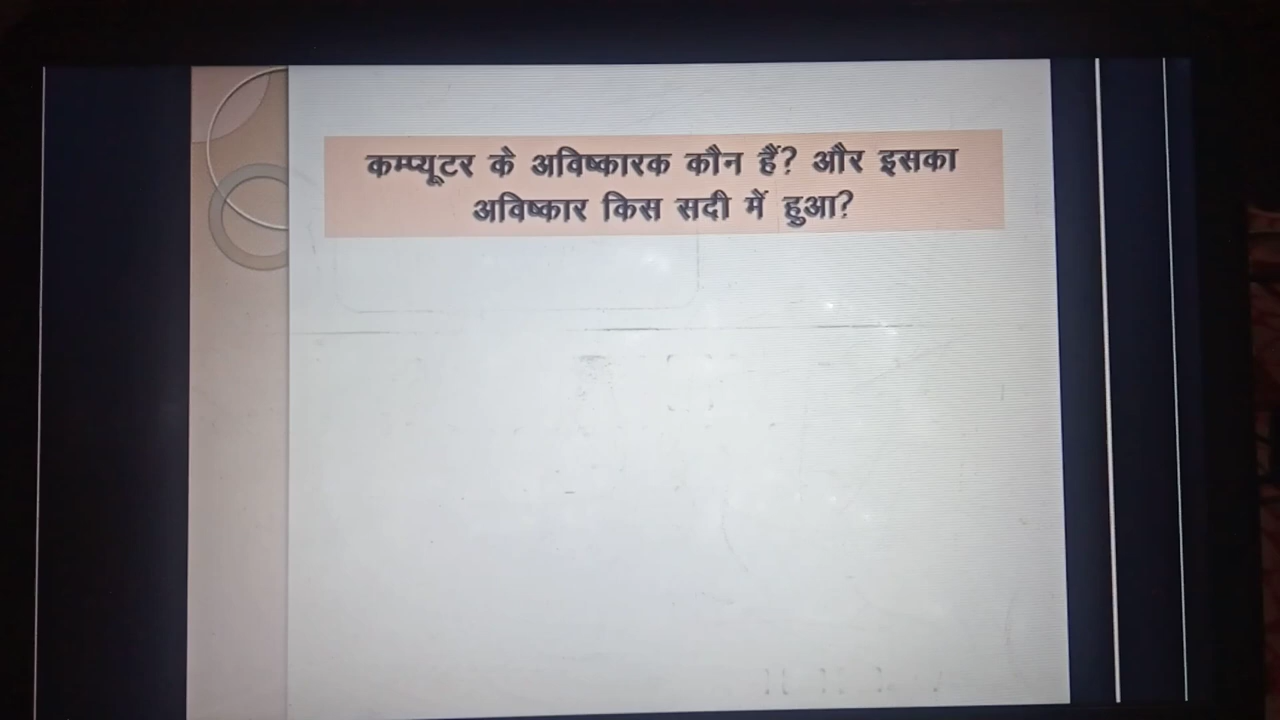 कम्प्यूटर के अविष्कारक कौन हैं? और इसका
अविष्कार किस सदी में हुआ?